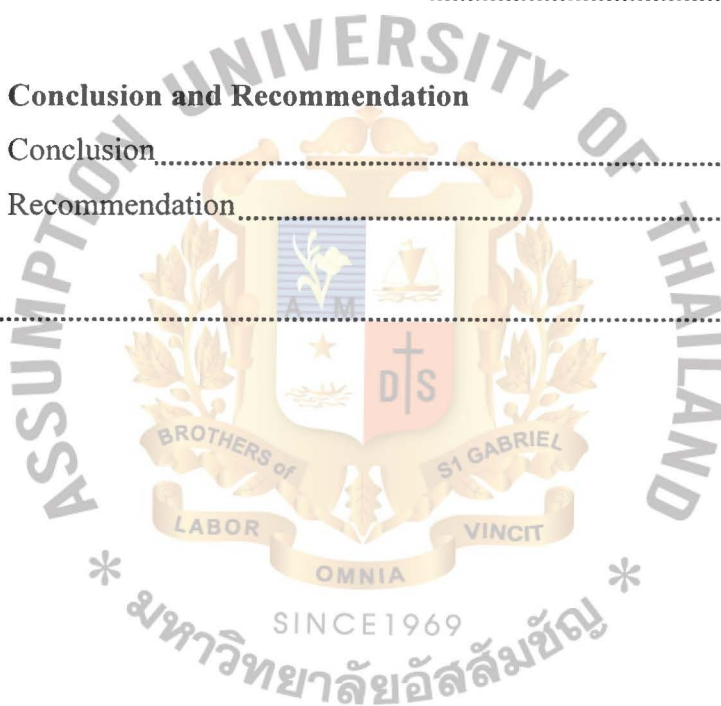 UNIVERSITY OF
Conclusion and Recommendation
Conclusion
Recommendation
ASSUMPTION
THAILAND
A M
D S
BROTHERS of
S1 GABRIEL
LABOR
VINCIT
OMNIA
SINCE1969
มหาวิทยาลัยอัสสัมชัญ